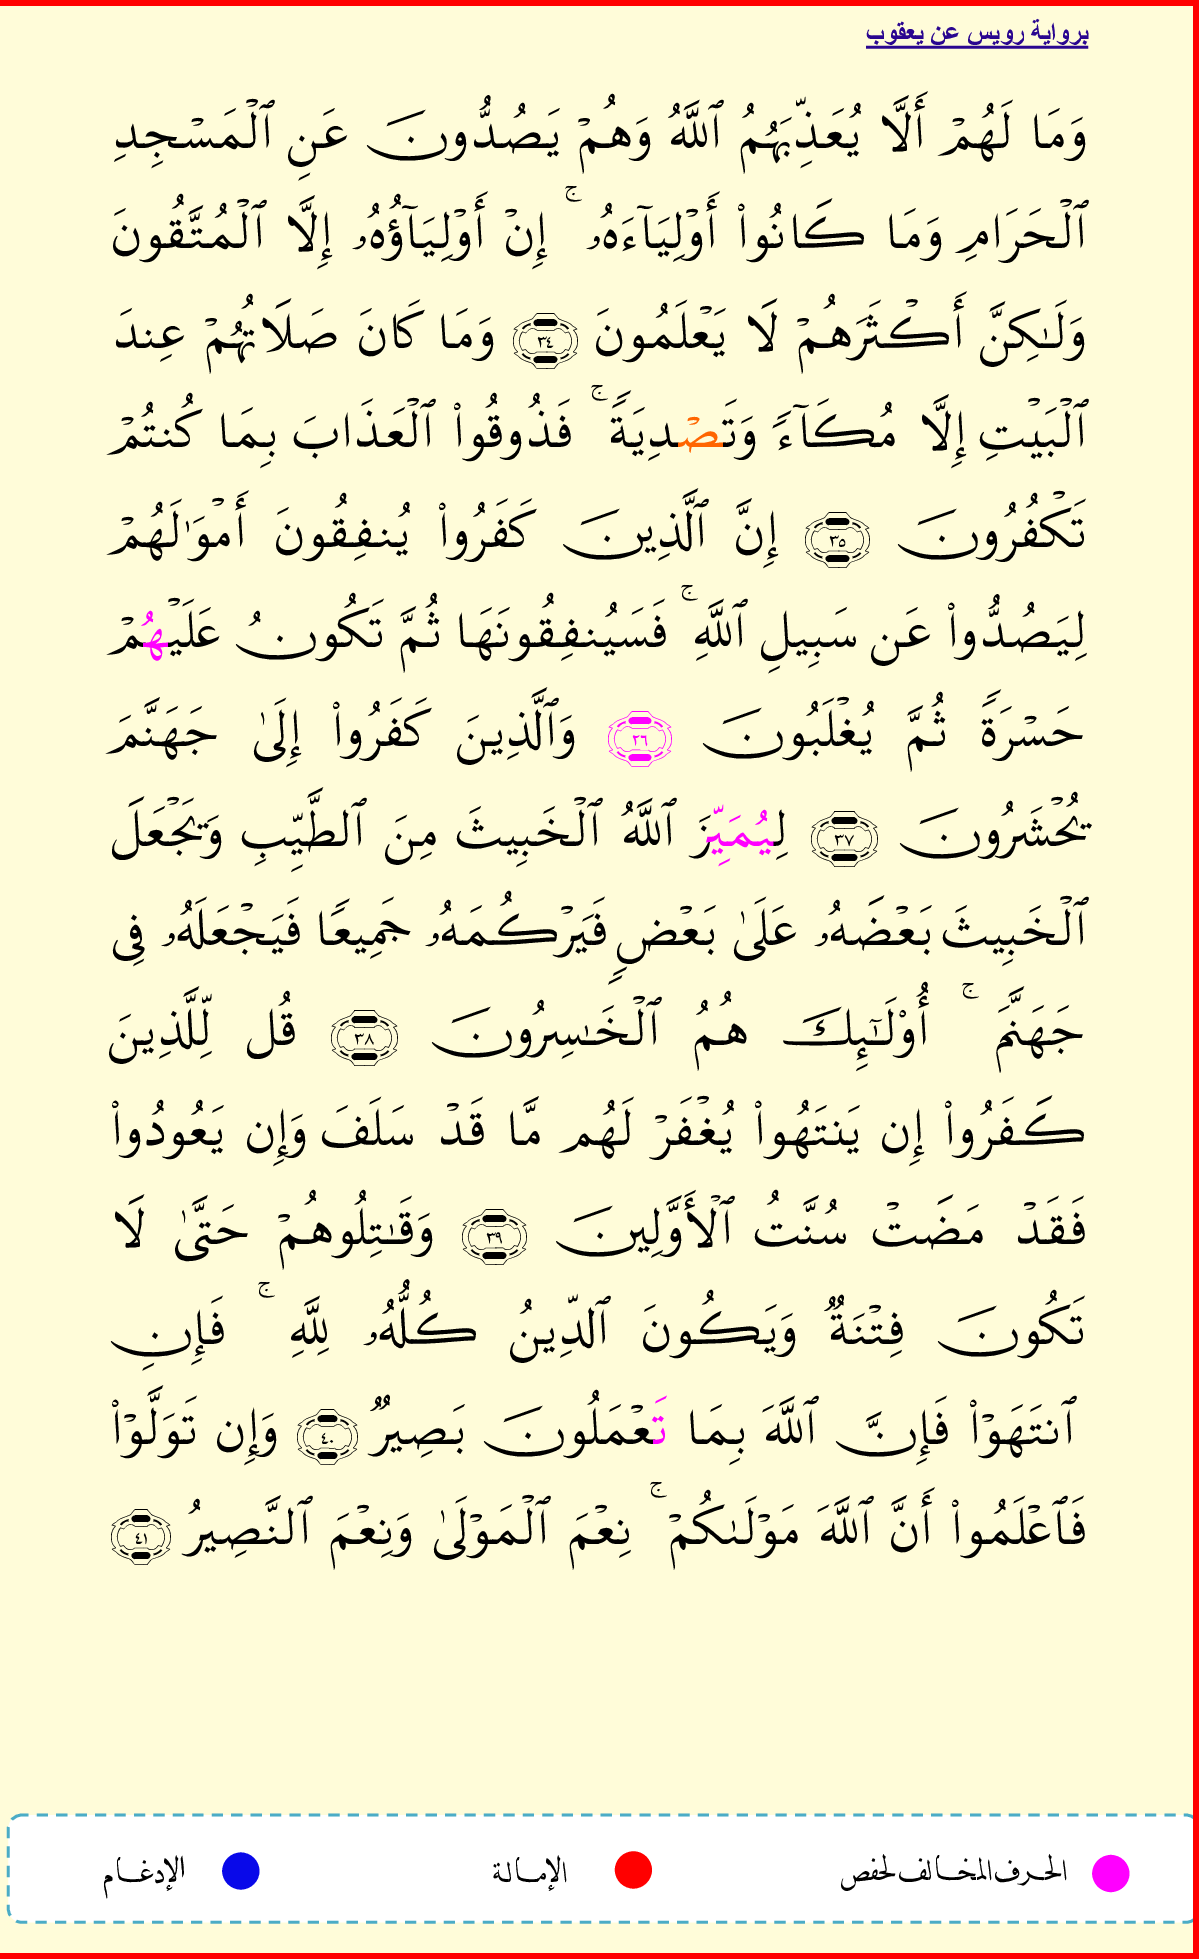 برواية رويس عن يعقوب
وَمَا لَهُمْ أَلَّا يُعَذِّبَهُمُ ٱللَّهُ وَهُمْ يَصُدُّونَ عَنِ ٱلْمَسْجِدِ
ٱلْحَرَامِ وَمَا كَانُوا۟ أَوْلِيَآءَهُۥ ۚ إِنْ أَوْلِيَآؤُهُۥ إِلَّا ٱلْمُتَّقُونَ
وَلَـٰكِنَّ أَكْثَرَهُمْ لَا يَعْلَمُونَ ٣٤ وَمَا كَانَ صَلَاتُهُمْ عِندَ
ٱلْبَيْتِ إِلَّا مُكَآءً وَتَصْدِيَةً ۚ فَذُوقُوا۟ ٱلْعَذَابَ بِمَا كُنتُمْ
تَكْفُرُونَ ٣٥ إِنَّ ٱلَّذِينَ كَفَرُوا۟ يُنفِقُونَ أَمْوَٰلَهُمْ
لِيَصُدُّوا۟ عَن سَبِيلِ ٱللَّهِ ۚ فَسَيُنفِقُونَهَا ثُمَّ تَكُونُ عَلَيْهُمْ
حَسْرَةً ثُمَّ يُغْلَبُونَ ٣٦ وَٱلَّذِينَ كَفَرُوا۟ إِلَىٰ جَهَنَّمَ
يُحْشَرُونَ ٣٧ لِيُمَيِّزَ ٱللَّهُ ٱلْخَبِيثَ مِنَ ٱلطَّيِّبِ وَيَجْعَلَ
ٱلْخَبِيثَ بَعْضَهُۥ عَلَىٰ بَعْضٍ فَيَرْكُمَهُۥ جَمِيعًا فَيَجْعَلَهُۥ فِى
جَهَنَّمَ ۚ أُو۟لَـٰٓئِكَ هُمُ ٱلْخَـٰسِرُونَ ٣٨ قُل لِّلَّذِينَ
كَفَرُوا۟ إِن يَنتَهُوا۟ يُغْفَرْ لَهُم مَّا قَدْ سَلَفَ وَإِن يَعُودُوا۟
فَقَدْ مَضَتْ سُنَّتُ ٱلْأَوَّلِينَ ٣٩ وَقَـٰتِلُوهُمْ حَتَّىٰ لَا
تَكُونَ فِتْنَةٌ وَيَكُونَ ٱلدِّينُ كُلُّهُۥ لِلَّهِ ۚ فَإِنِ
ٱنتَهَوْا۟ فَإِنَّ ٱللَّهَ بِمَا تَعْمَلُونَ بَصِيرٌ ٤٠ وَإِن تَوَلَّوْا۟
فَٱعْلَمُوا۟ أَنَّ ٱللَّهَ مَوْلَىٰكُمْ ۚ نِعْمَ ٱلْمَوْلَىٰ وَنِعْمَ ٱلنَّصِيرُ ٤١
الحرف المخالف لحفص الإمالة الإدغام